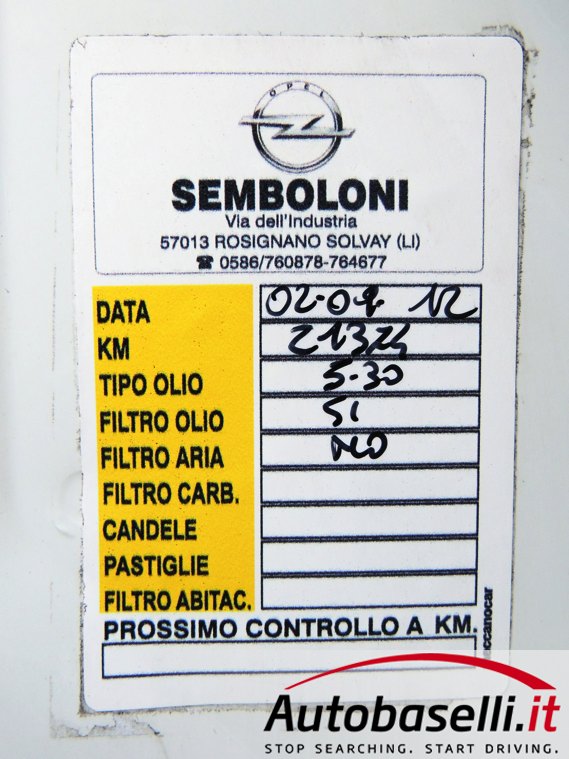 OPEL
SEMBOLONI
Via dell'Industria
57013 ROSIGNANO SOLVAY (LI)
☎ 0586/760878-764677
DATA 02-0 12
KM 21324
TIPO OLIO 5-30
FILTRO OLIO SI
FILTRO ARIA NO
FILTRO CARB.
CANDELE
PASTIGLIE
FILTRO ABITAC.
PROSSIMO CONTROLLO A KM.
Autobaselli.it
STOP SEARCHING. START DRIVING.